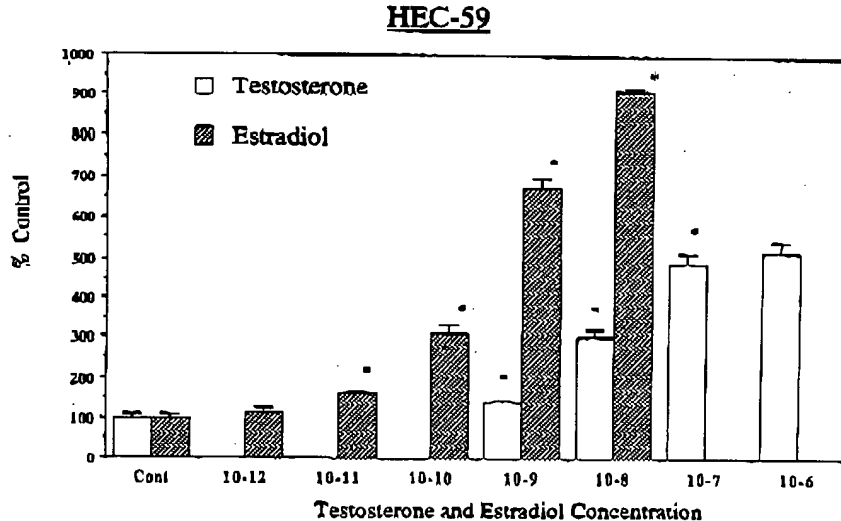 HEC-59
1000
900
800
700
600
500
400
300
200
100
0
% Control
Testosterone
Estradiol
Cont 10-12 10-11 10-10 10-9 10-8 10-7 10-6
Testosterone and Estradiol Concentration